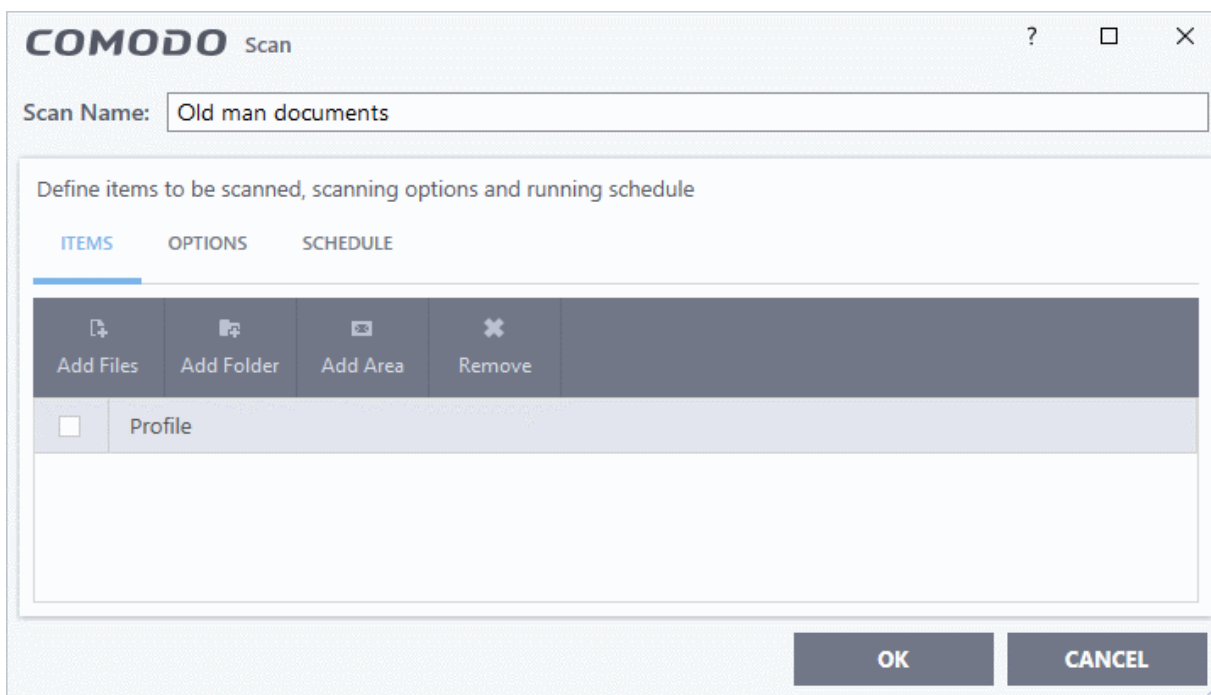 COMODO Scan ?
Scan Name: Old man documents
Define items to be scanned, scanning options and running schedule
ITEMS OPTIONS SCHEDULE
Add Files Add Folder Add Area Remove
Profile
OK CANCEL